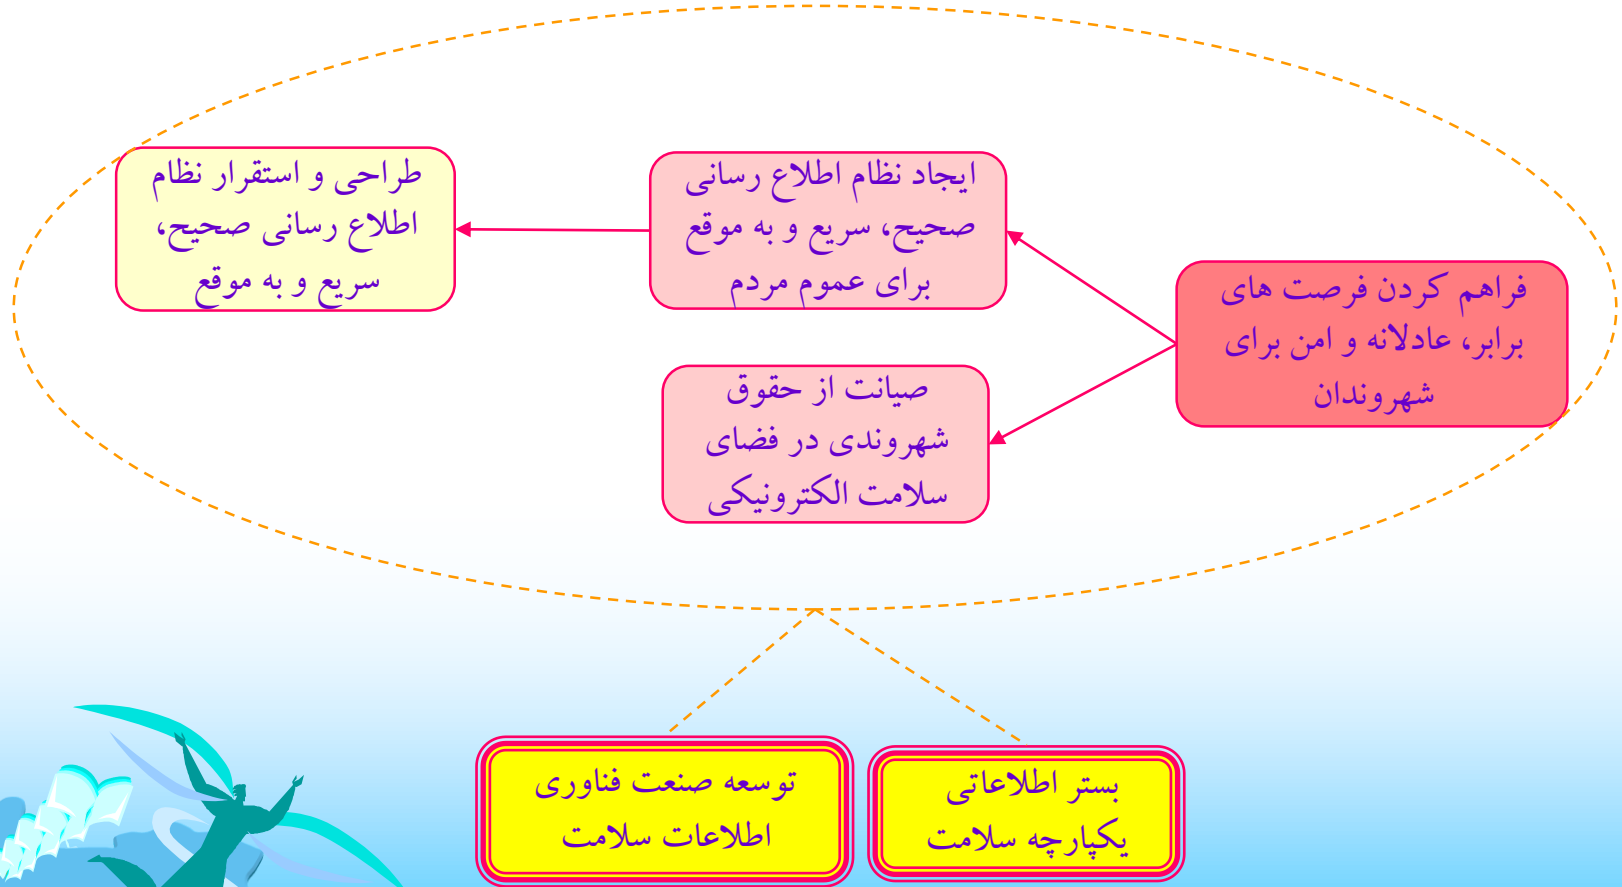 فراهم کردن فرصت های
برابر، عادلانه و امن برای
شهروندان
ایجاد نظام اطلاع رسانی
صحیح، سریع و به موقع
برای عموم مردم
طراحی و استقرار نظام
اطلاع رسانی صحیح،
سریع و به موقع
صیانت از حقوق
شهروندی در فضای
سلامت الکترونیکی
بستر اطلاعاتی
یکپارچه سلامت
توسعه صنعت فناوری
اطلاعات سلامت